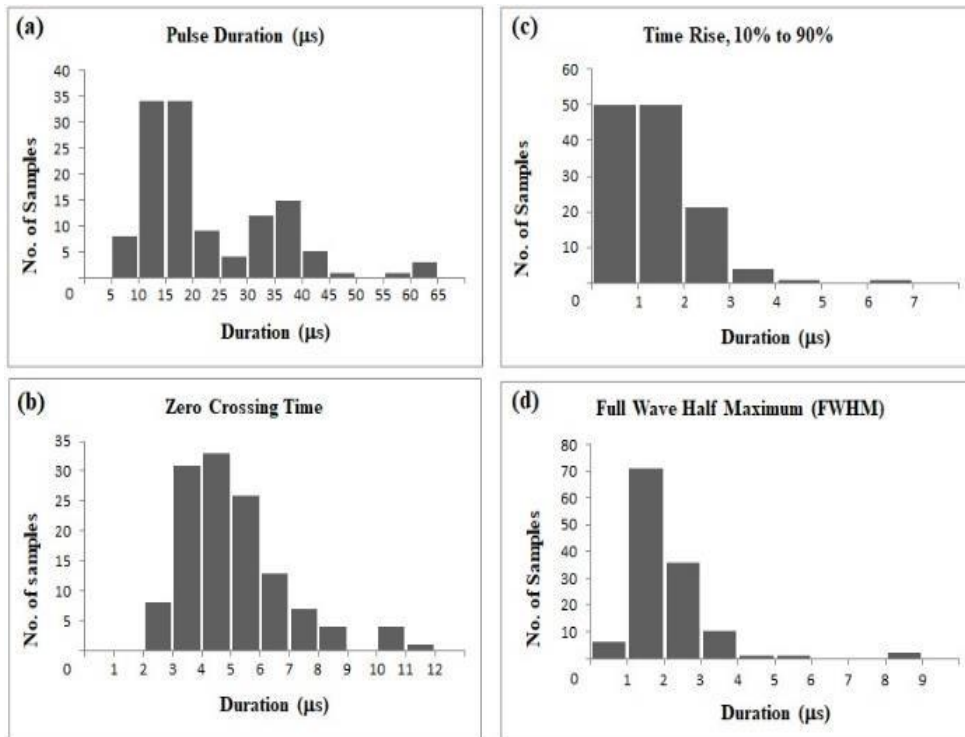 (a)
Pulse Duration (μs)
No. of Samples
40
35
30
25
20
15
10
5
0 5 10 15 20 25 30 35 40 45 50 55 60 65
Duration (μs)
(c)
Time Rise, 10% to 90%
No. of Samples
60
50
40
30
20
10
0 1 2 3 4 5 6 7
Duration (μs)
(b)
Zero Crossing Time
No. of samples
35
30
25
20
15
10
5
0 1 2 3 4 5 6 7 8 9 10 11 12
Duration (μs)
(d)
Full Wave Half Maximum (FWHM)
No. of Samples
80
70
60
50
40
30
20
10
0 1 2 3 4 5 6 7 8 9
Duration (μs)